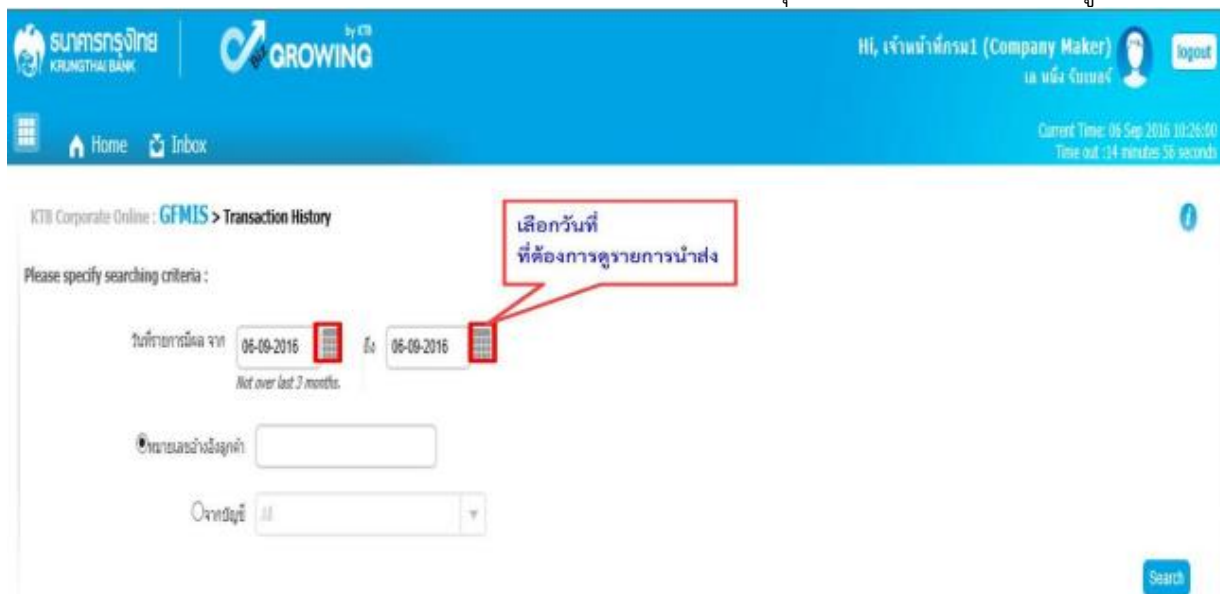 ธนาคารกรุงไทย
KRUNGTHAI BANK
GROWING
by KTB
Hi, เจ้าหน้าที่กรม1 (Company Maker)
เอ หนึ่ง
logout
Home
Inbox
Current Time: 06 Sep 2016 10:26:00
Time out :14 minutes 56 seconds
KTB Corporate Online : GFMIS > Transaction History
เลือกวันที่
ที่ต้องการดูรายการนำส่ง
Please specify searching criteria :
วันที่รายการมีผล จาก 06-09-2016 ถึง 06-09-2016
Not over last 3 months.
หมายเลขอ้างอิงลูกค้า
จากบัญชี All
Search